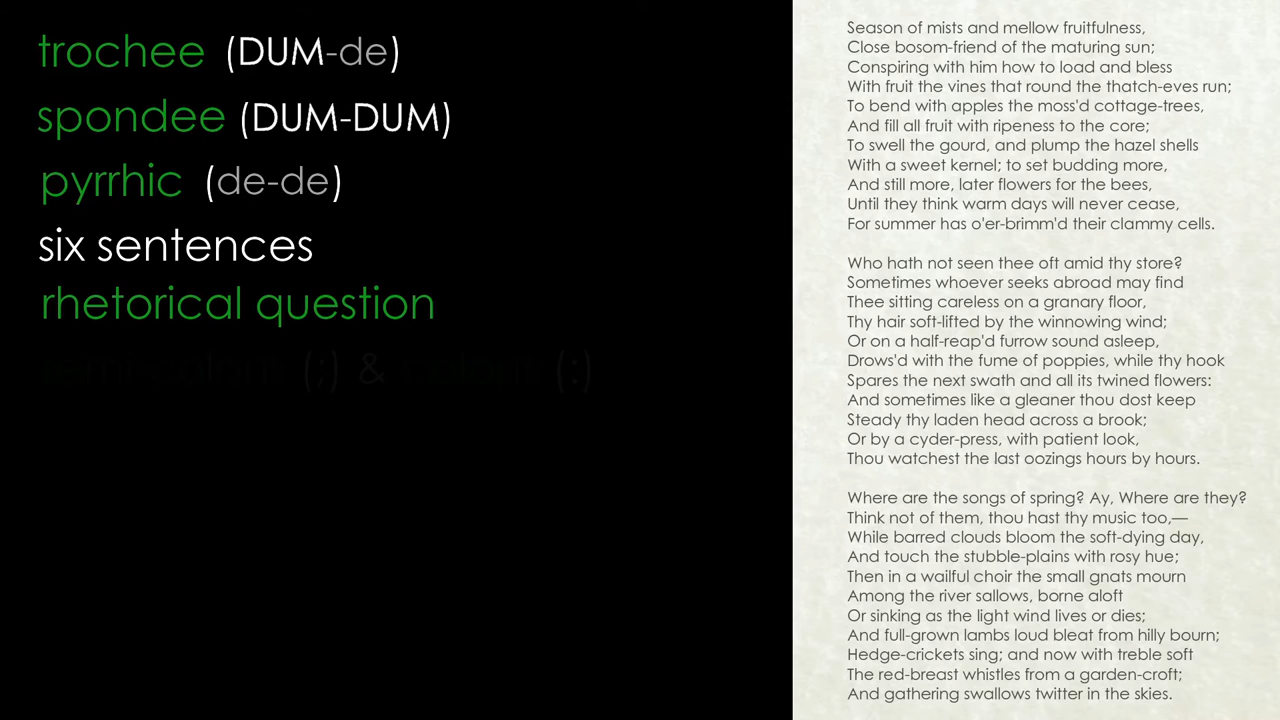 trochee (DUM-de)
spondee (DUM-DUM)
pyrrhic (de-de)
six sentences
rhetorical question
semi-colons (;) & colons (:)
Season of mists and mellow fruitfulness,
Close bosom-friend of the maturing sun;
Conspiring with him how to load and bless
With fruit the vines that round the thatch-eves run;
To bend with apples the moss'd cottage-trees,
And fill all fruit with ripeness to the core;
To swell the gourd, and plump the hazel shells
With a sweet kernel; to set budding more,
And still more, later flowers for the bees,
Until they think warm days will never cease,
For summer has o'er-brimm'd their clammy cells.
Who hath not seen thee oft amid thy store?
Sometimes whoever seeks abroad may find
Thee sitting careless on a granary floor,
Thy hair soft-lifted by the winnowing wind;
Or on a half-reap'd furrow sound asleep,
Drows'd with the fume of poppies, while thy hook
Spares the next swath and all its twined flowers:
And sometimes like a gleaner thou dost keep
Steady thy laden head across a brook;
Or by a cyder-press, with patient look,
Thou watchest the last oozings hours by hours.
Where are the songs of spring? Ay, Where are they?
Think not of them, thou hast thy music too,—
While barred clouds bloom the soft-dying day,
And touch the stubble-plains with rosy hue;
Then in a wailful choir the small gnats mourn
Among the river sallows, borne aloft
Or sinking as the light wind lives or dies;
And full-grown lambs loud bleat from hilly bourn;
Hedge-crickets sing; and now with treble soft
The red-breast whistles from a garden-croft;
And gathering swallows twitter in the skies.